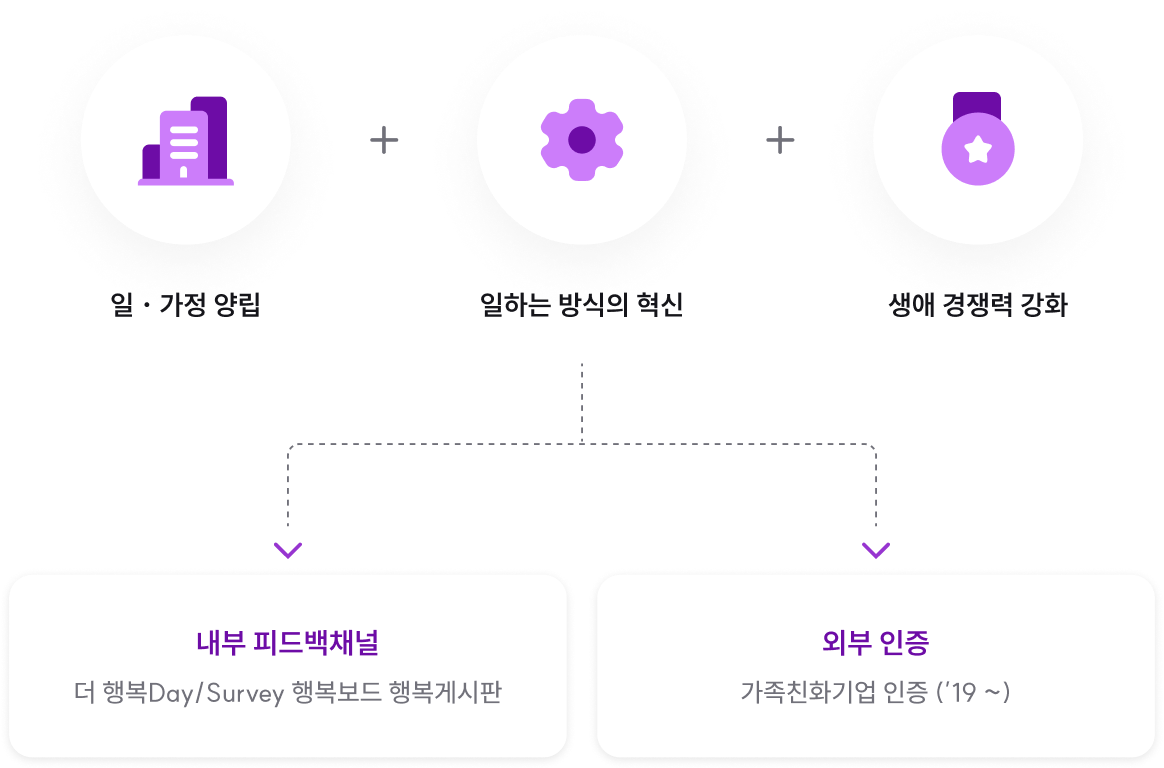 일 · 가정 양립
일하는 방식의 혁신
생애 경쟁력 강화
내부 피드백채널
더 행복Day/Survey 행복보드 행복게시판
외부 인증
가족친화기업 인증 (’19 ~)